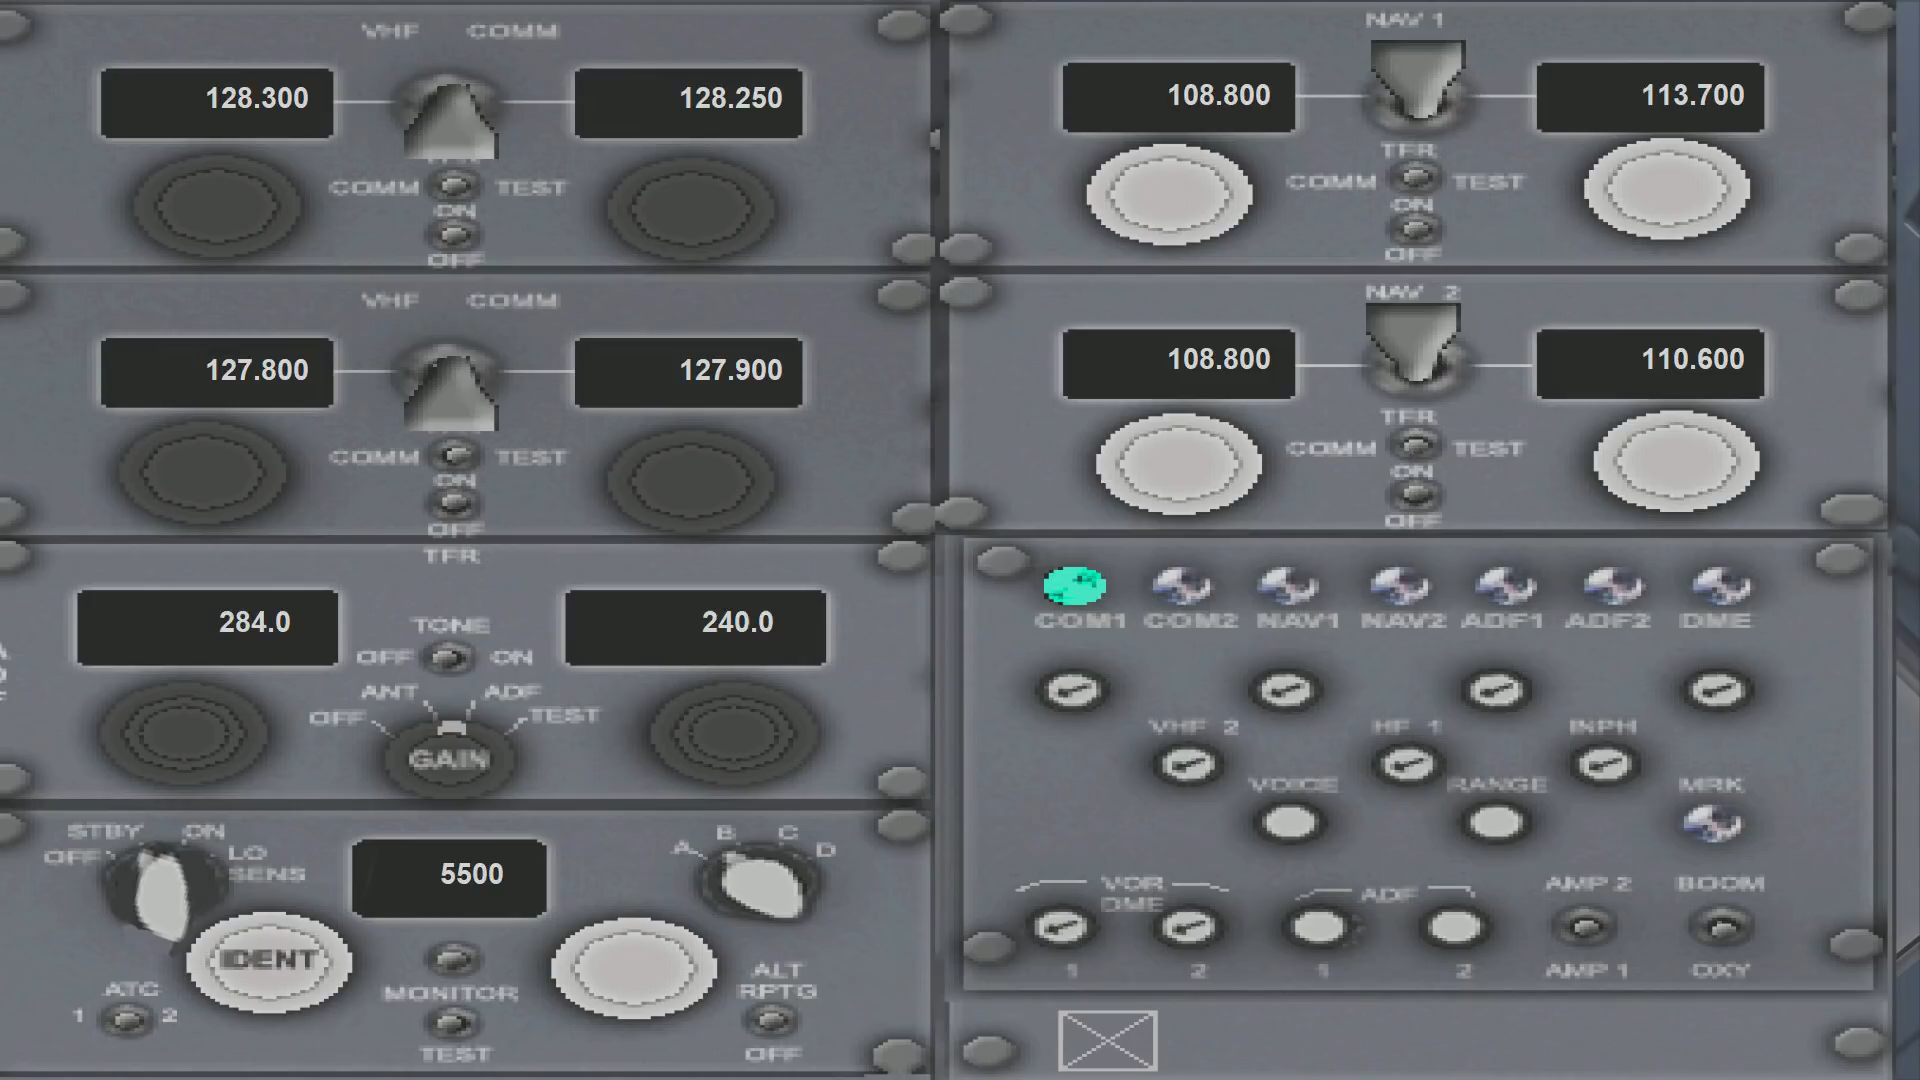 VHF COMM
128.300 128.250
TFR
COMM TEST
ON
OFF
VHF COMM
127.800 127.900
COMM TEST
ON
OFF
TFR
284.0 240.0
TONE
OFF ON
ANT ADF
OFF TEST
GAIN
STBY ON
OFF LO
SENS
5500
A B C D
IDENT
ATC
1 2
MONITOR
TEST
ALT
RPTG
OFF
NAV 1
108.800 113.700
TFR
COMM TEST
ON
OFF
NAV 2
108.800 110.600
TFR
COMM TEST
ON
OFF
COM1 COM2 NAV1 NAV2 ADF1 ADF2 DME
VHF 2 HF 1 INPH
VOICE RANGE MRK
VOR ADF AMP 2 BOOM
DME
1 2 1 2 AMP 1 OXY